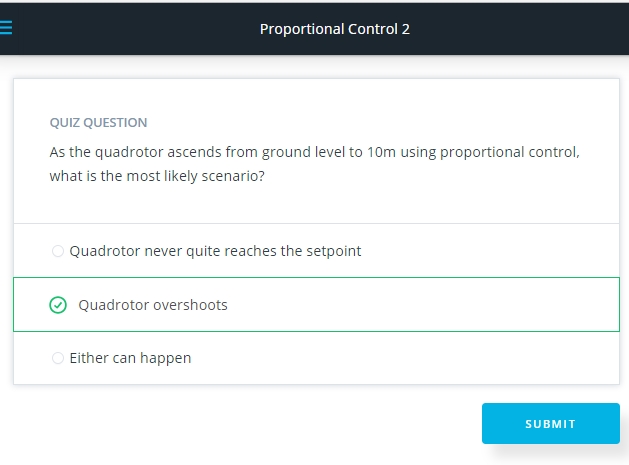 Proportional Control 2
QUIZ QUESTION
As the quadrotor ascends from ground level to 10m using proportional control,
what is the most likely scenario?
Quadrotor never quite reaches the setpoint
Quadrotor overshoots
Either can happen
SUBMIT